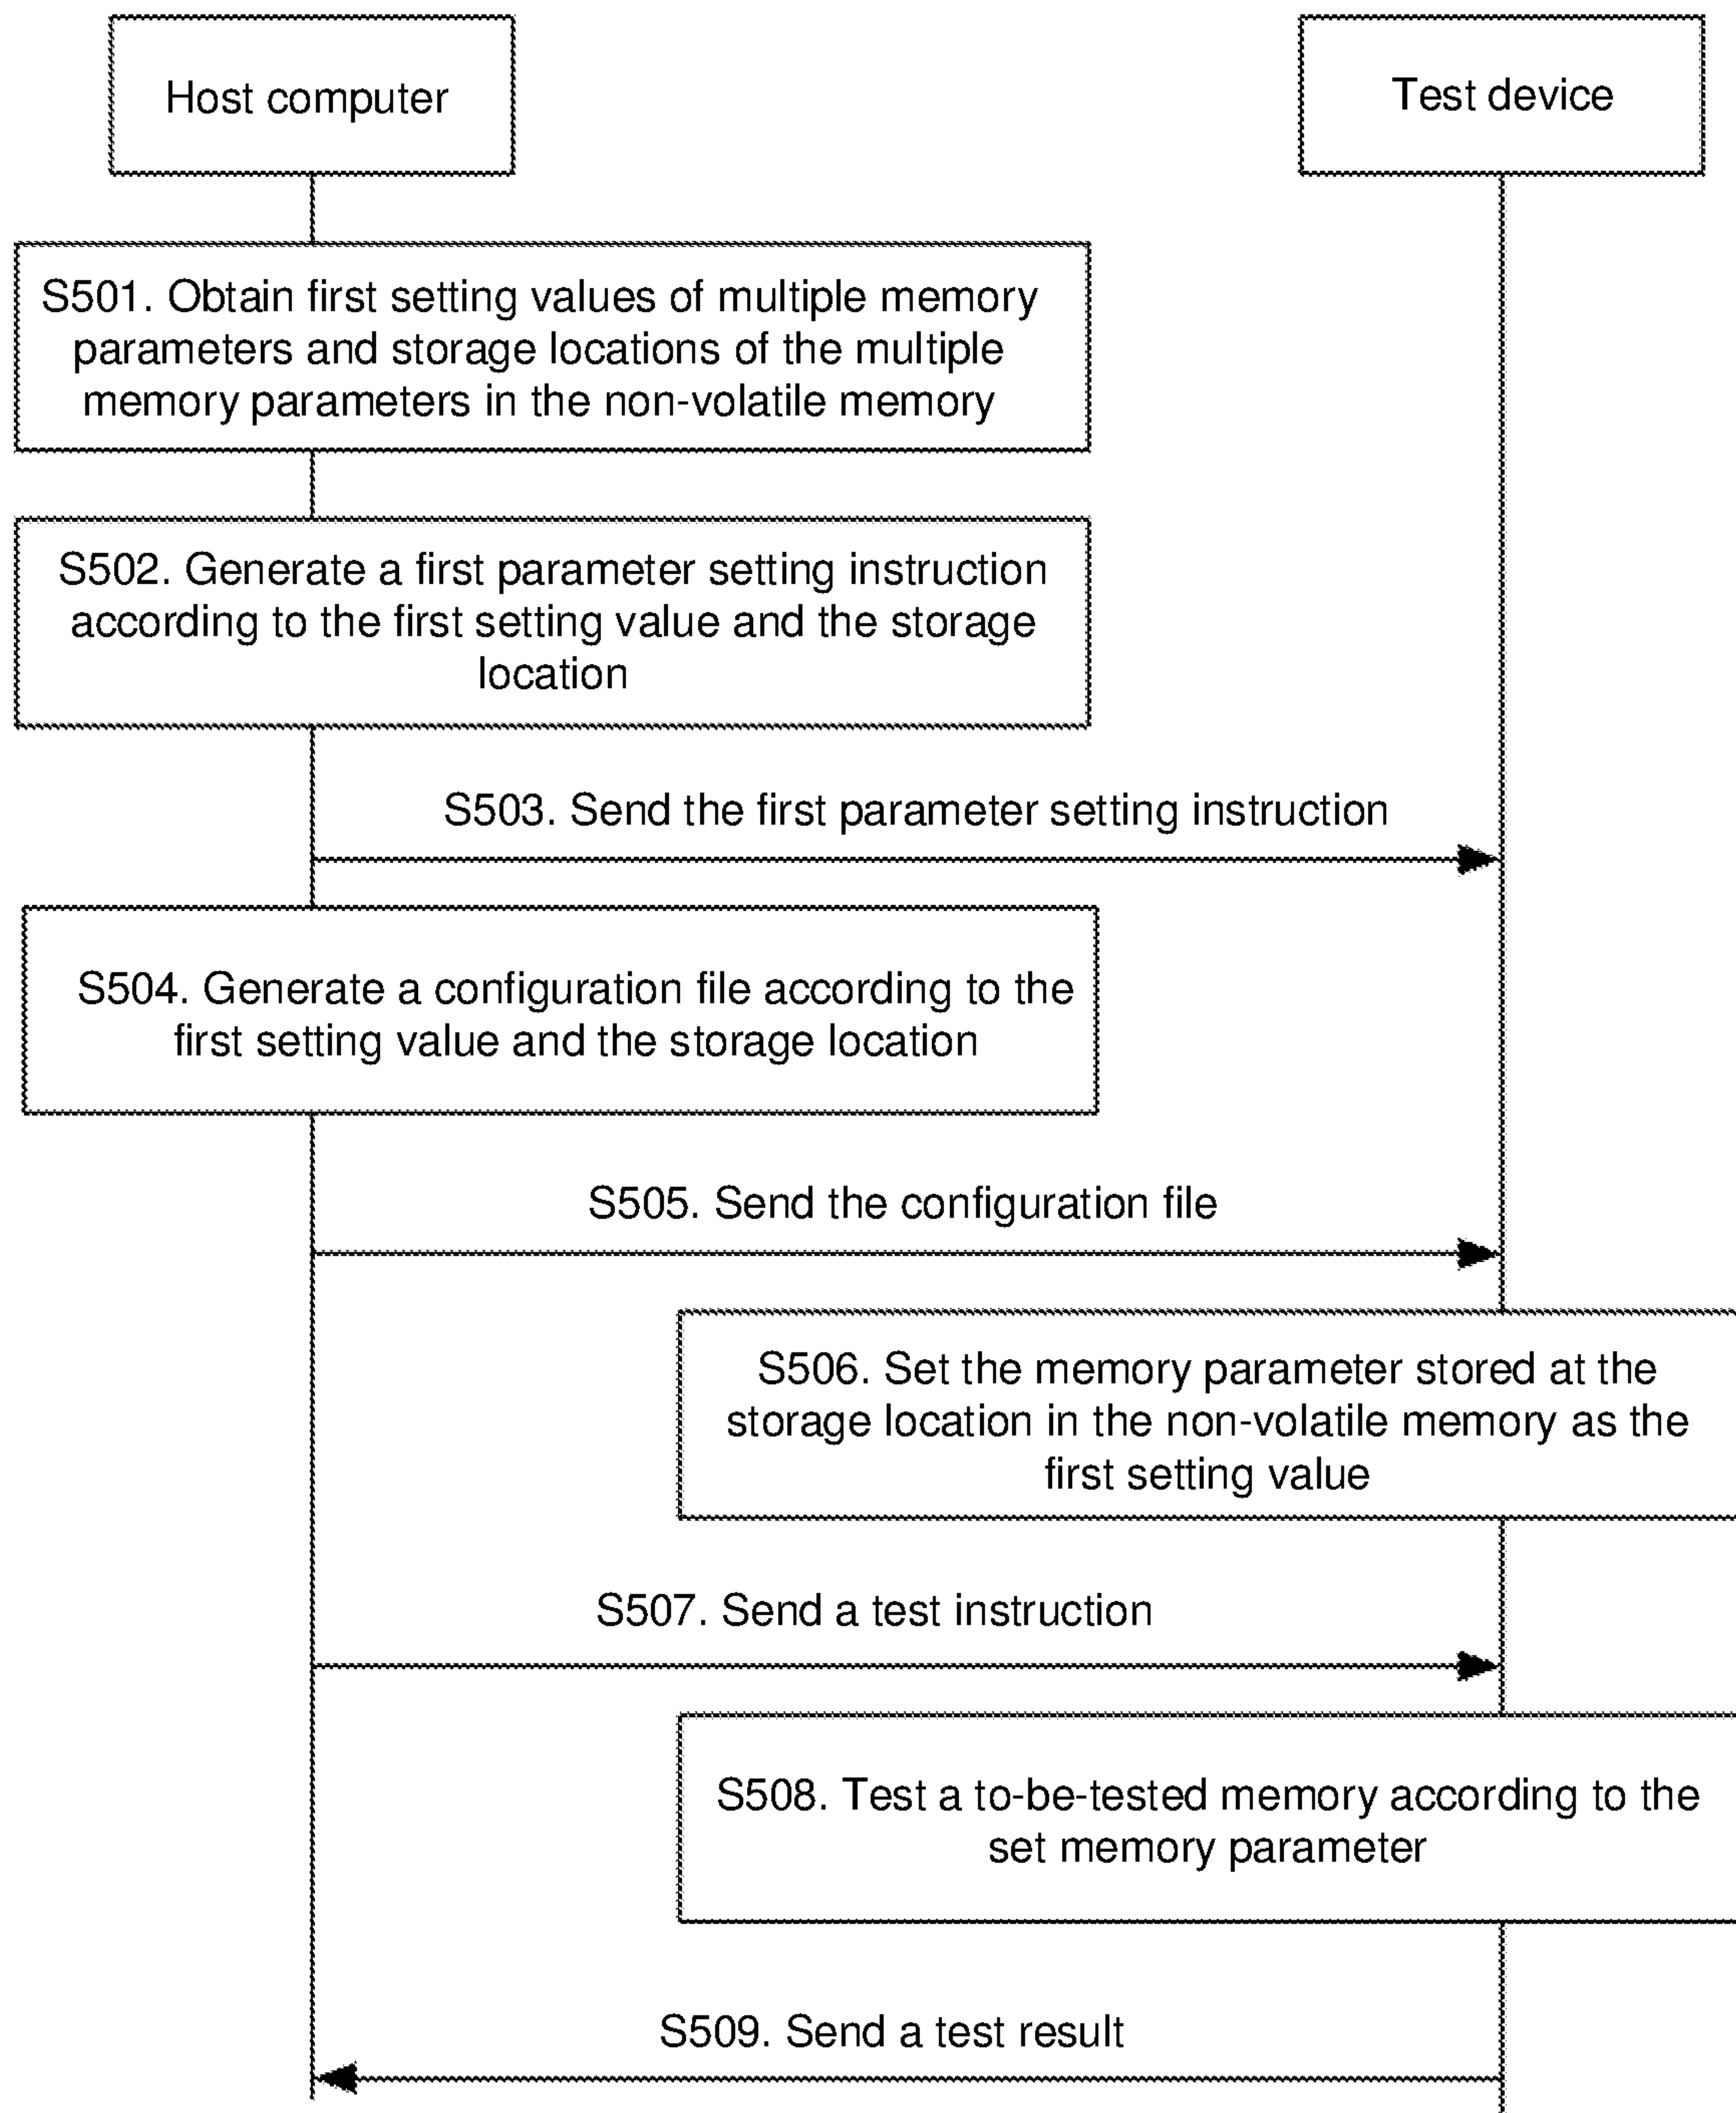 Host computer
Test device
S501. Obtain first setting values of multiple memory
parameters and storage locations of the multiple
memory parameters in the non-volatile memory
S502. Generate a first parameter setting instruction
according to the first setting value and the storage
location
S503. Send the first parameter setting instruction
S504. Generate a configuration file according to the
first setting value and the storage location
S505. Send the configuration file
S506. Set the memory parameter stored at the
storage location in the non-volatile memory as the
first setting value
S507. Send a test instruction
S508. Test a to-be-tested memory according to the
set memory parameter
S509. Send a test result